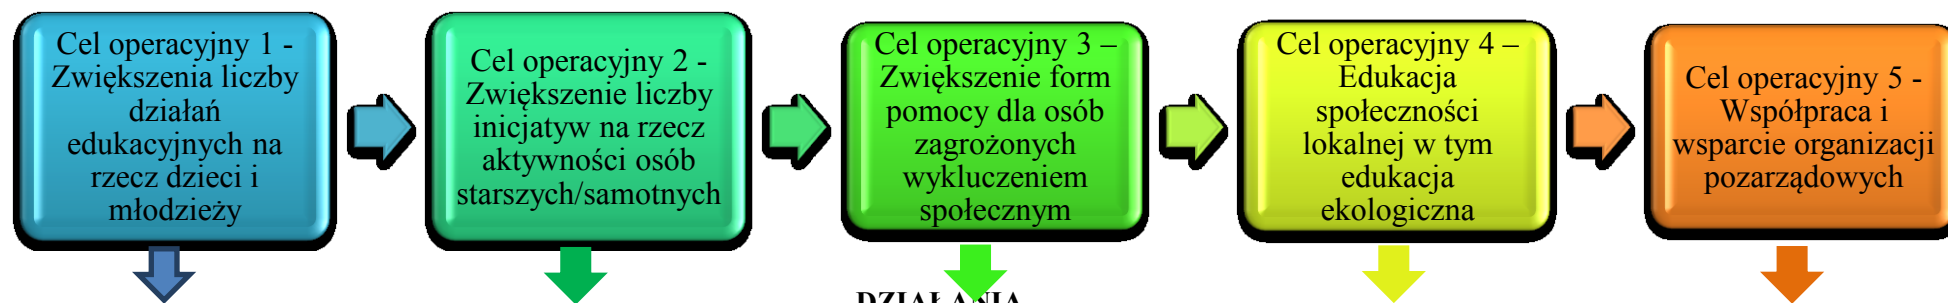 Cel operacyjny 1 -
Zwiększenia liczby
działań
edukacyjnych na
rzecz dzieci i
młodzieży
Cel operacyjny 2 -
Zwiększenie liczby
inicjatyw na rzecz
aktywności osób
starszych/samotnych
Cel operacyjny 3 –
Zwiększenie form
pomocy dla osób
zagrożonych
wykluczeniem
społecznym
Cel operacyjny 4 –
Edukacja
społeczności
lokalnej w tym
edukacja
ekologiczna
Cel operacyjny 5 -
Współpraca i
wsparcie organizacji
pozarządowych
DZIAŁANIA